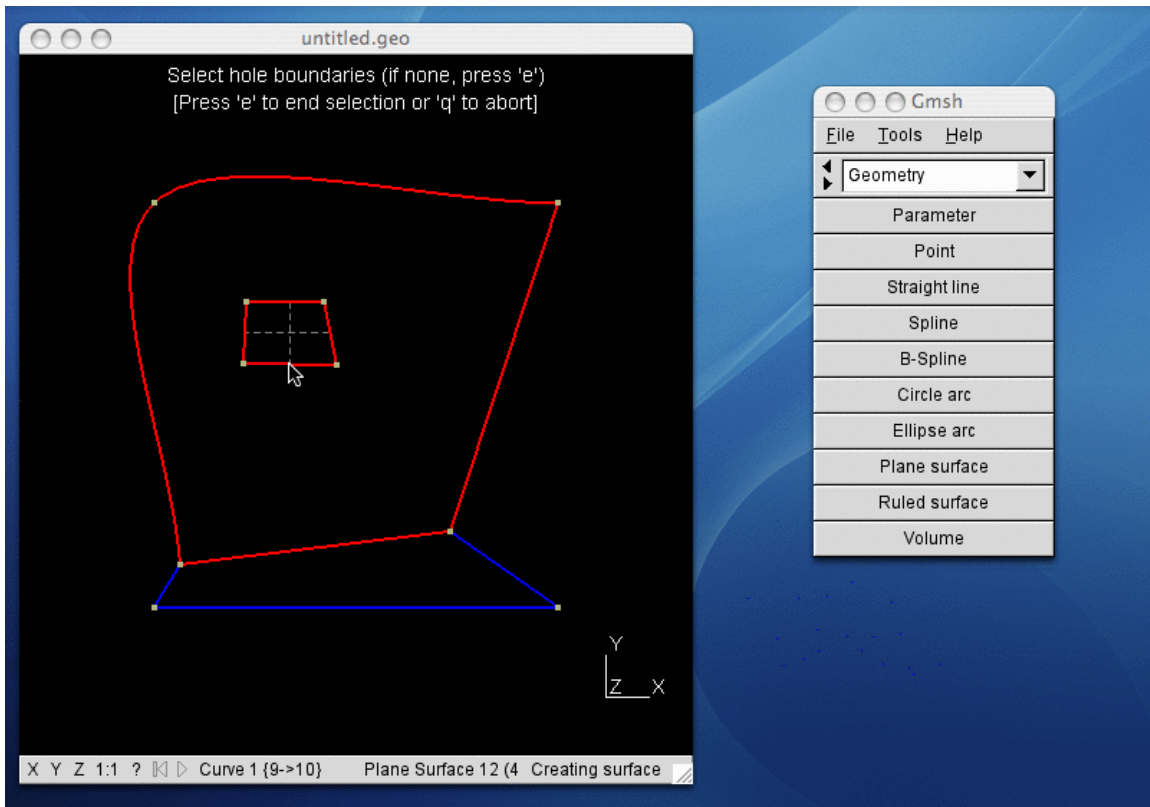 untitled.geo
Select hole boundaries (if none, press 'e')
[Press 'e' to end selection or 'q' to abort]
Y
Z X
X Y Z 1:1 ? Curve 1 {9->10} Plane Surface 12 (4 Creating surface
Gmsh
File Tools Help
Geometry
Parameter
Point
Straight line
Spline
B-Spline
Circle arc
Ellipse arc
Plane surface
Ruled surface
Volume